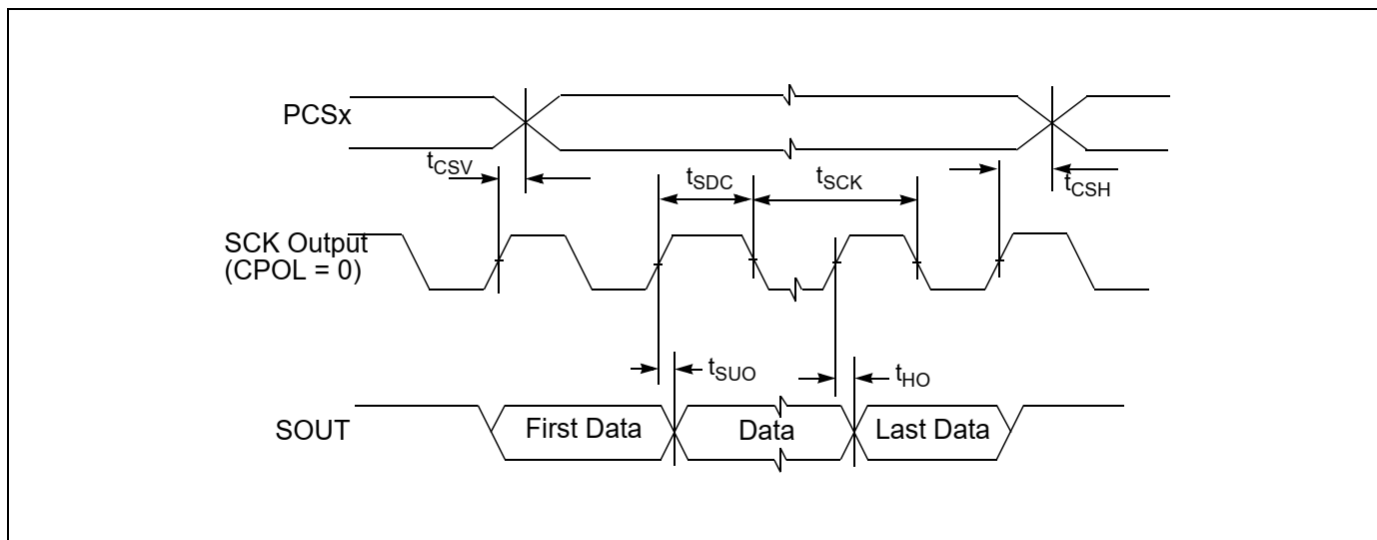 PCSx
tCSV
tSDC
tSCK
tCSH
SCK Output
(CPOL = 0)
tSUO
tHO
SOUT
First Data
Data
Last Data